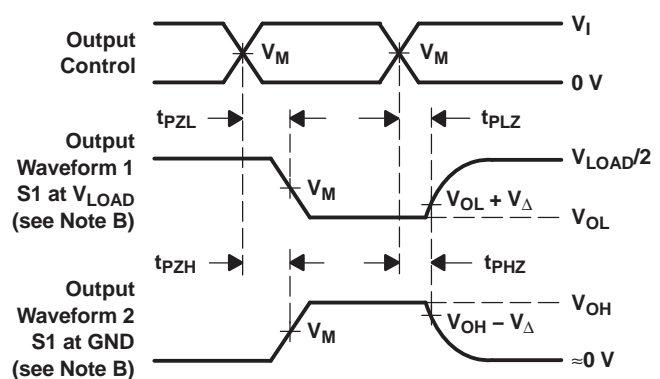 Output
Control
V_M
V_M
V_I
0 V
t_PZL
t_PLZ
Output
Waveform 1
S1 at V_LOAD
(see Note B)
V_M
V_OL + V_Δ
V_LOAD/2
V_OL
t_PZH
t_PHZ
Output
Waveform 2
S1 at GND
(see Note B)
V_M
V_OH − V_Δ
V_OH
≈0 V